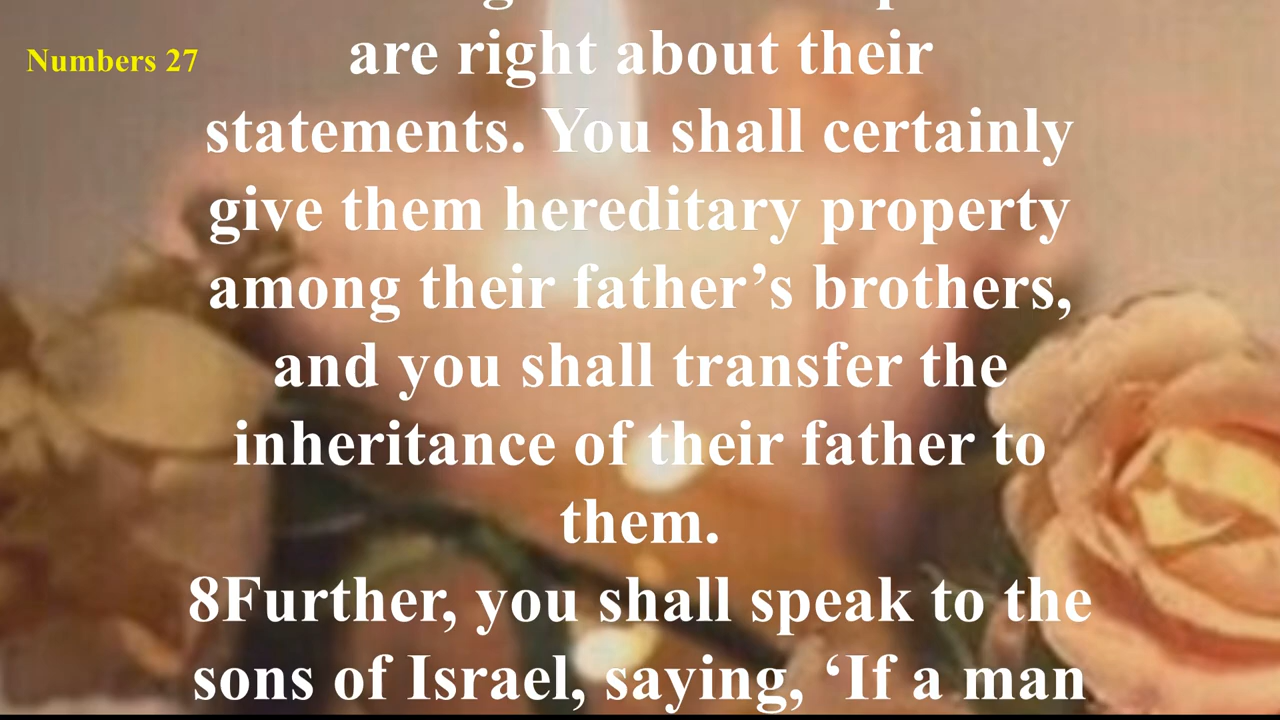 Numbers 27
are right about their
statements. You shall certainly
give them hereditary property
among their father’s brothers,
and you shall transfer the
inheritance of their father to
them.
8Further, you shall speak to the
sons of Israel, saying, ‘If a man